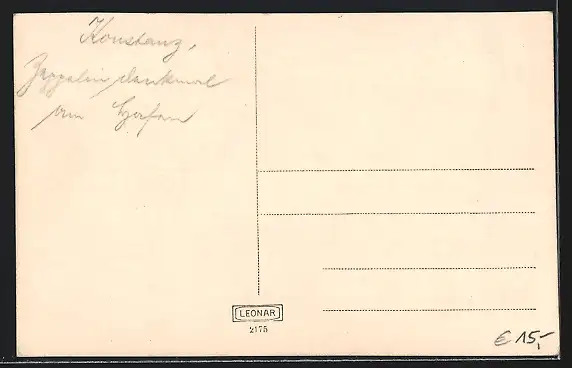 Konstanz,
Zeppelindenkmal
am Hafen
LEONAR
2175
€ 15,-